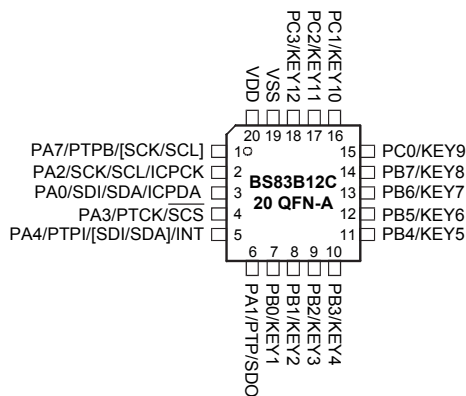 VDD
VSS
PC3/KEY12
PC2/KEY11
PC1/KEY10
20 19 18 17 16
PA7/PTPB/[SCK/SCL] 1
PA2/SCK/SCL/ICPCK 2
PA0/SDI/SDA/ICPDA 3
PA3/PTCK/SCS 4
PA4/PTPI/[SDI/SDA]/INT 5
BS83B12C
20 QFN-A
15 PC0/KEY9
14 PB7/KEY8
13 PB6/KEY7
12 PB5/KEY6
11 PB4/KEY5
6 7 8 9 10
PA1/PTP/SDO
PB0/KEY1
PB1/KEY2
PB2/KEY3
PB3/KEY4